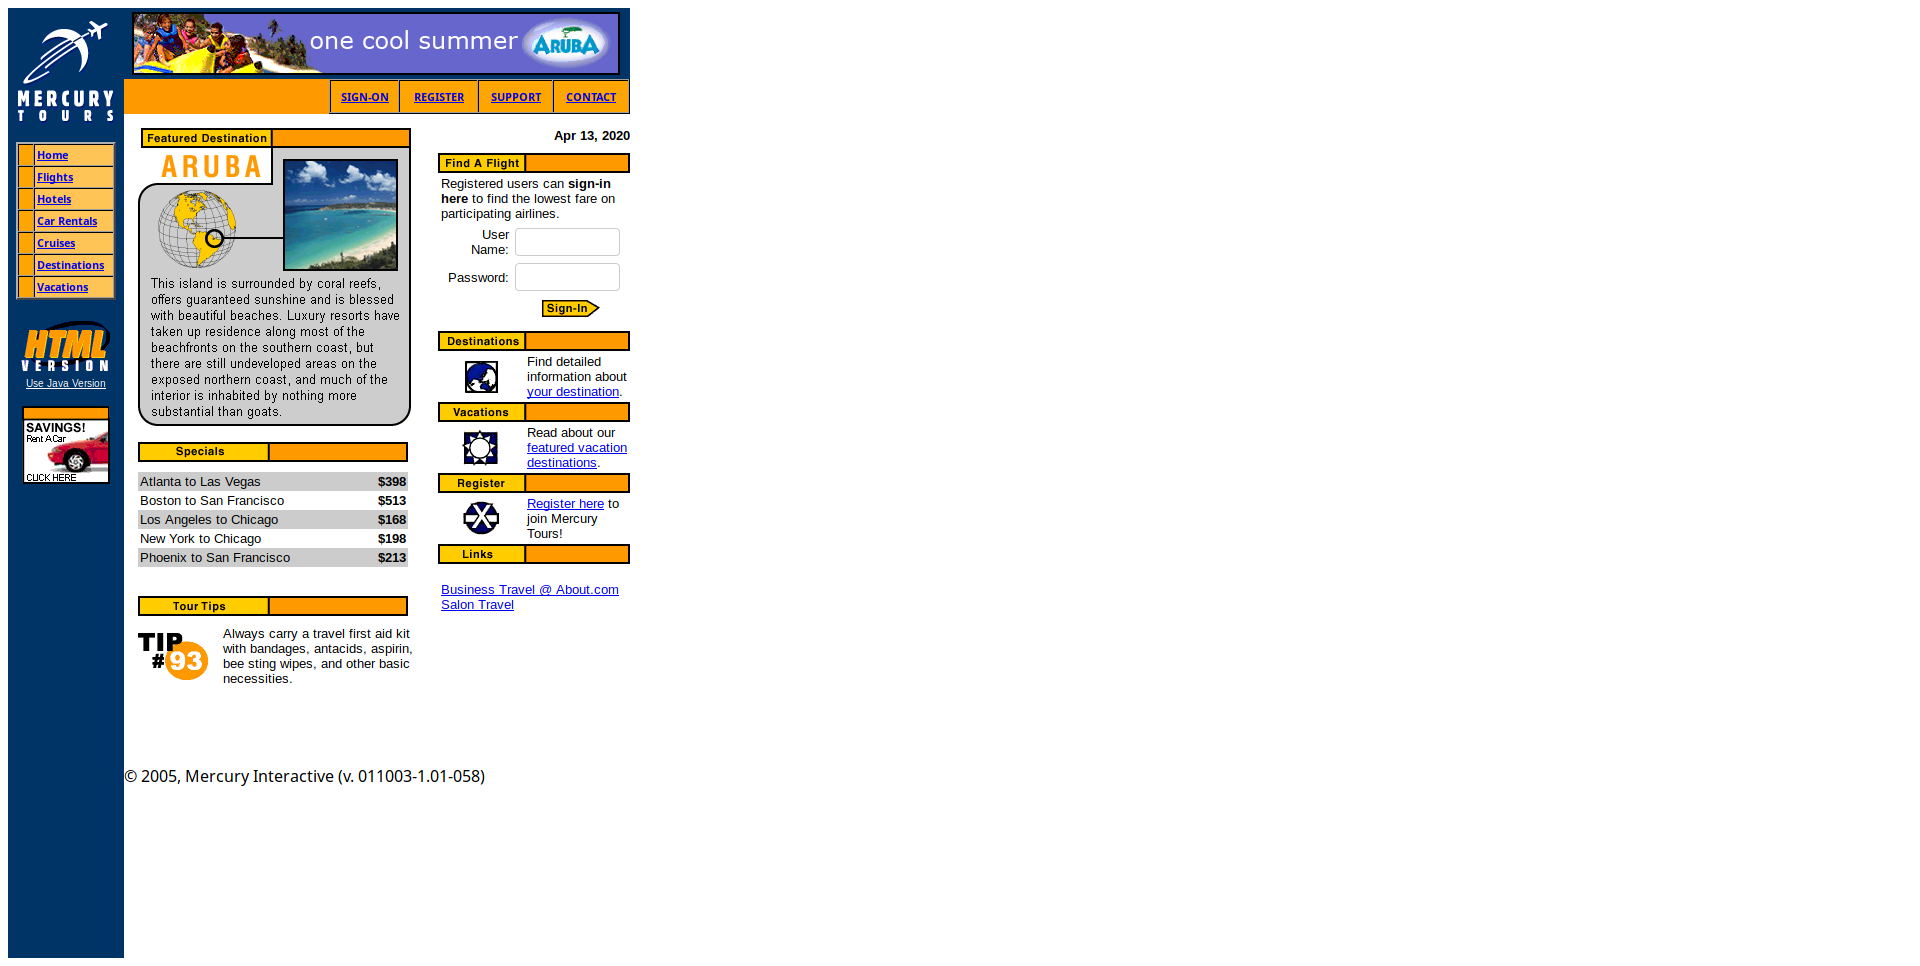 one cool summer
ARUBA
MERCURY
TOURS
SIGN-ON
REGISTER
SUPPORT
CONTACT
Home
Flights
Hotels
Car Rentals
Cruises
Destinations
Vacations
HTML
VERSION
Use Java Version
SAVINGS!
Rent A Car
CLICK HERE
Featured Destination
ARUBA
This island is surrounded by coral reefs,
offers guaranteed sunshine and is blessed
with beautiful beaches. Luxury resorts have
taken up residence along most of the
beachfronts on the southern coast, but
there are still undeveloped areas on the
exposed northern coast, and much of the
interior is inhabited by nothing more
substantial than goats.
Specials
Atlanta to Las Vegas $398
Boston to San Francisco $513
Los Angeles to Chicago $168
New York to Chicago $198
Phoenix to San Francisco $213
Tour Tips
TIP
#93
Always carry a travel first aid kit
with bandages, antacids, aspirin,
bee sting wipes, and other basic
necessities.
Apr 13, 2020
Find A Flight
Registered users can sign-in
here to find the lowest fare on
participating airlines.
User
Name:
Password:
Sign-In
Destinations
Find detailed
information about
your destination.
Vacations
Read about our
featured vacation
destinations.
Register
Register here to
join Mercury
Tours!
Links
Business Travel @ About.com
Salon Travel
© 2005, Mercury Interactive (v. 011003-1.01-058)